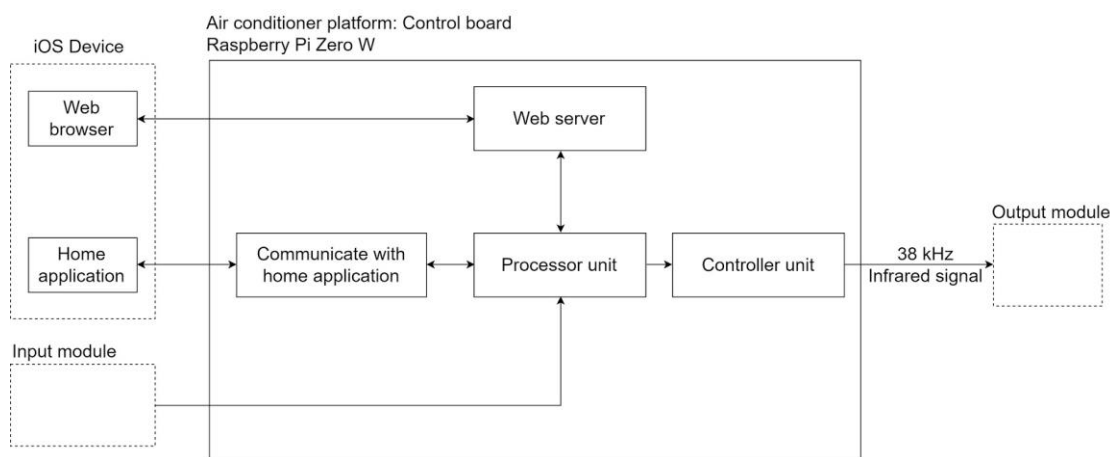 Air conditioner platform: Control board
Raspberry Pi Zero W
iOS Device
Web
browser
Web server
Home
application
Communicate with
home application
Processor unit
Controller unit
38 kHz
Infrared signal
Output module
Input module